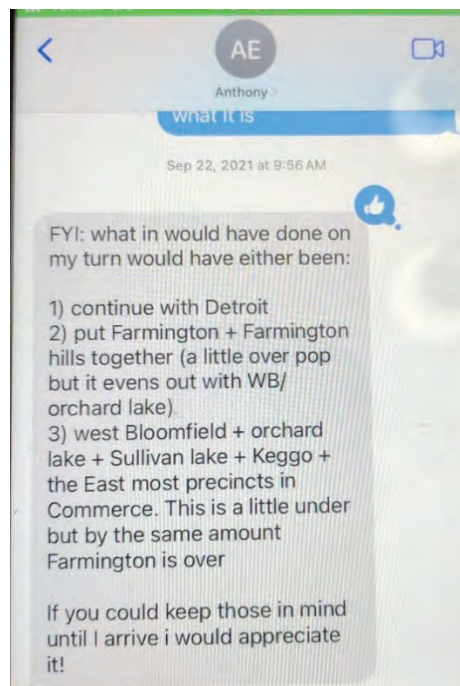 AE
Anthony >
what it is
Sep 22, 2021 at 9:56 AM
FYI: what in would have done on
my turn would have either been:
1) continue with Detroit
2) put Farmington + Farmington
hills together (a little over pop
but it evens out with WB/
orchard lake)
3) west Bloomfield + orchard
lake + Sullivan lake + Keggo +
the East most precincts in
Commerce. This is a little under
but by the same amount
Farmington is over
If you could keep those in mind
until I arrive i would appreciate
it!